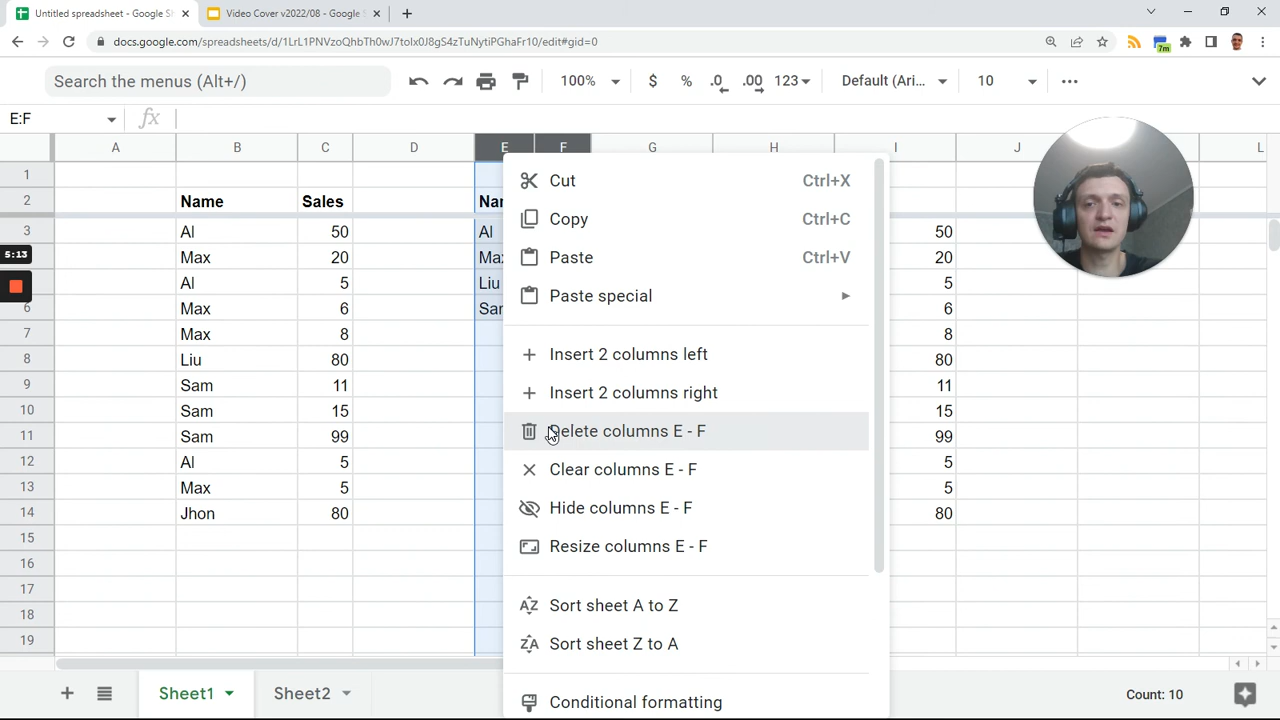 Untitled spreadsheet - Google S
Video Cover v2022/08 - Google
docs.google.com/spreadsheets/d/1LrL1PNVzoQhbTh0wJ7tolx0J8gS4zTuNytiPGhaFr10/edit#gid=0
7m
Search the menus (Alt+/)
100%
$
%
.0
.00
123
Default (Ari...
10
E:F
fx
A B C D E F G H I J L
1
2 Name Sales Nar
3 Al 50 Al 50
5:13 Max 20 Max 20
Al 5 Liu 5
6 Max 6 Sar 6
7 Max 8 8
8 Liu 80 80
9 Sam 11 11
10 Sam 15 15
11 Sam 99 99
12 Al 5 5
13 Max 5 5
14 Jhon 80 80
15
16
17
18
19
Cut Ctrl+X
Copy Ctrl+C
Paste Ctrl+V
Paste special
Insert 2 columns left
Insert 2 columns right
Delete columns E - F
Clear columns E - F
Hide columns E - F
Resize columns E - F
Sort sheet A to Z
Sort sheet Z to A
Conditional formatting
Sheet1
Sheet2
Count: 10